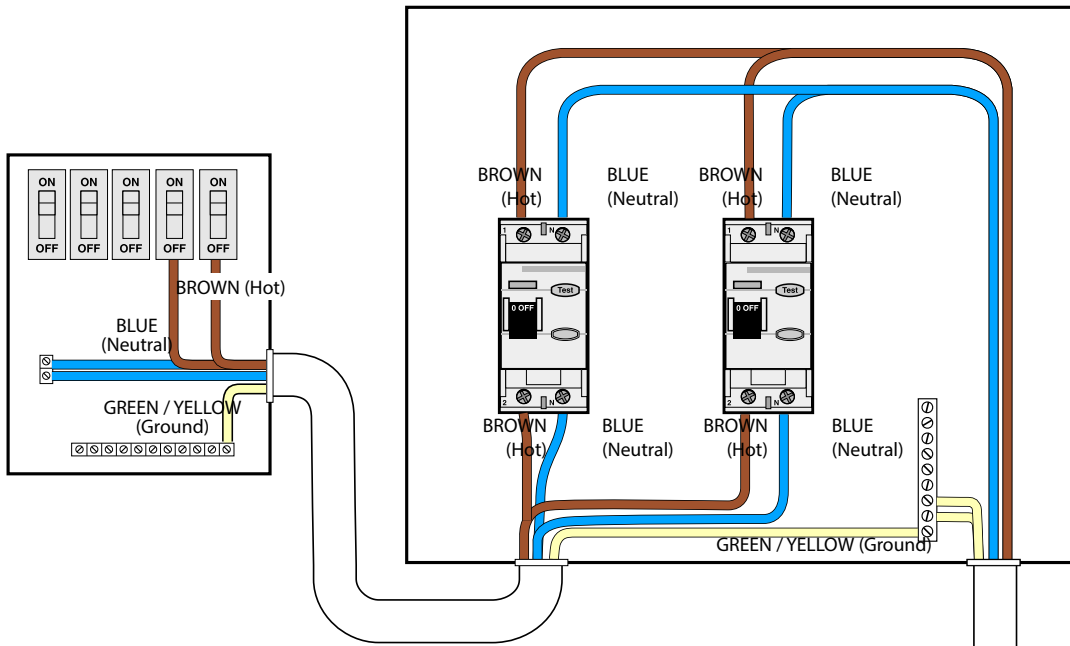 ON ON ON ON ON
OFF OFF OFF OFF OFF
BROWN (Hot)
BLUE
(Neutral)
GREEN / YELLOW
(Ground)
BROWN
(Hot)
BLUE
(Neutral)
BROWN
(Hot)
BLUE
(Neutral)
1 N
Test
0 OFF
2 N
1 N
Test
0 OFF
2 N
BROWN
(Hot)
BLUE
(Neutral)
BROWN
(Hot)
BLUE
(Neutral)
GREEN / YELLOW (Ground)